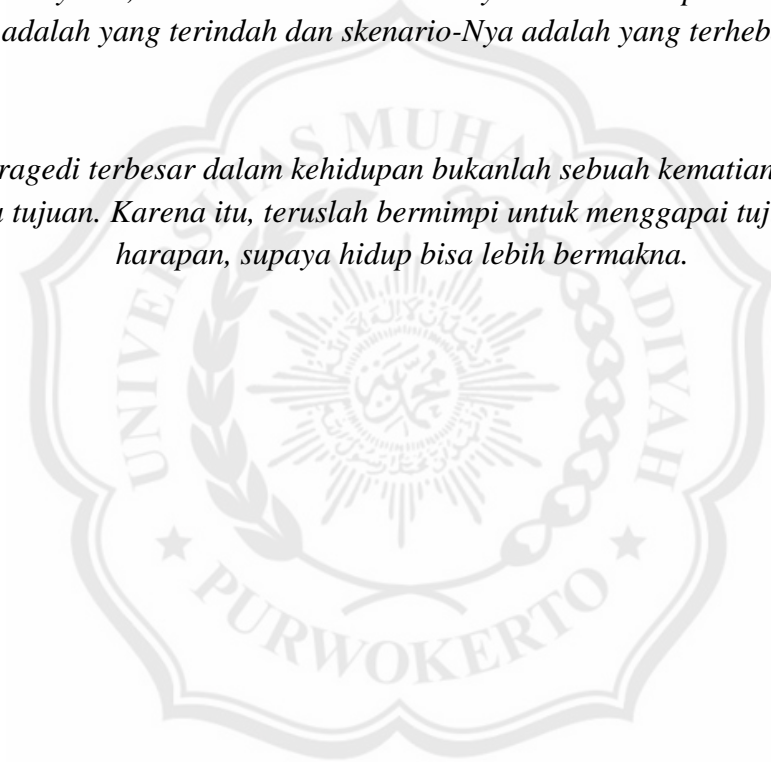 adalah yang terindah dan skenario-Nya adalah yang terheb
ragedi terbesar dalam kehidupan bukanlah sebuah kematian
tujuan. Karena itu, teruslah bermimpi untuk menggapai tuj
harapan, supaya hidup bisa lebih bermakna.
UNIVERSITAS MUHAMMADIYAH
PURWOKERTO